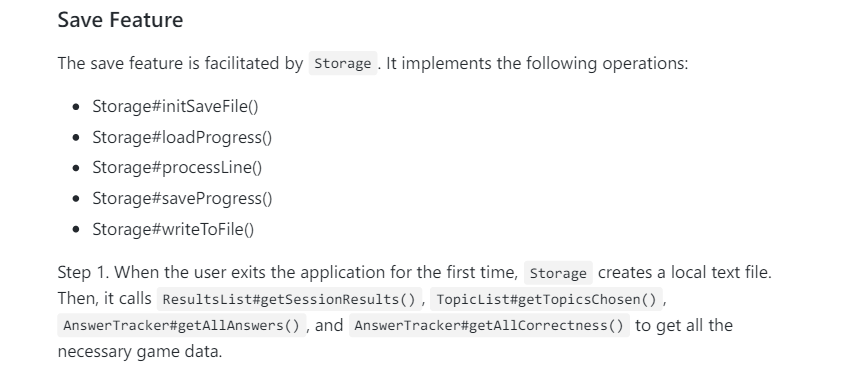 Save Feature
The save feature is facilitated by Storage . It implements the following operations:
Storage#initSaveFile()
Storage#loadProgress()
Storage#processLine()
Storage#saveProgress()
Storage#writeToFile()
Step 1. When the user exits the application for the first time, Storage creates a local text file.
Then, it calls ResultsList#getSessionResults() , TopicList#getTopicsChosen() ,
AnswerTracker#getAllAnswers() , and AnswerTracker#getAllCorrectness() to get all the
necessary game data.